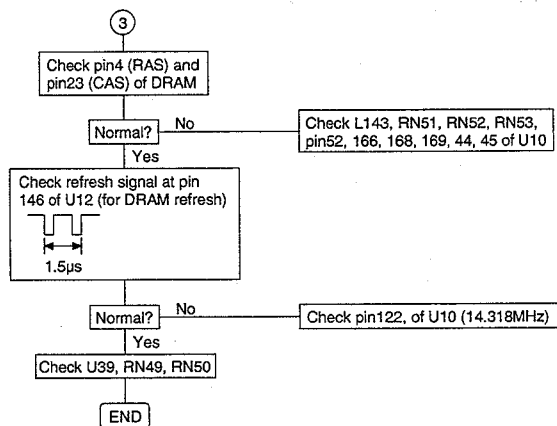 3
Check pin4 (RAS) and
pin23 (CAS) of DRAM
Normal?
No
Check L143, RN51, RN52, RN53,
pin52, 166, 168, 169, 44, 45 of U10
Yes
Check refresh signal at pin
146 of U12 (for DRAM refresh)
1.5µs
Normal?
No
Check pin122, of U10 (14.318MHz)
Yes
Check U39, RN49, RN50
END